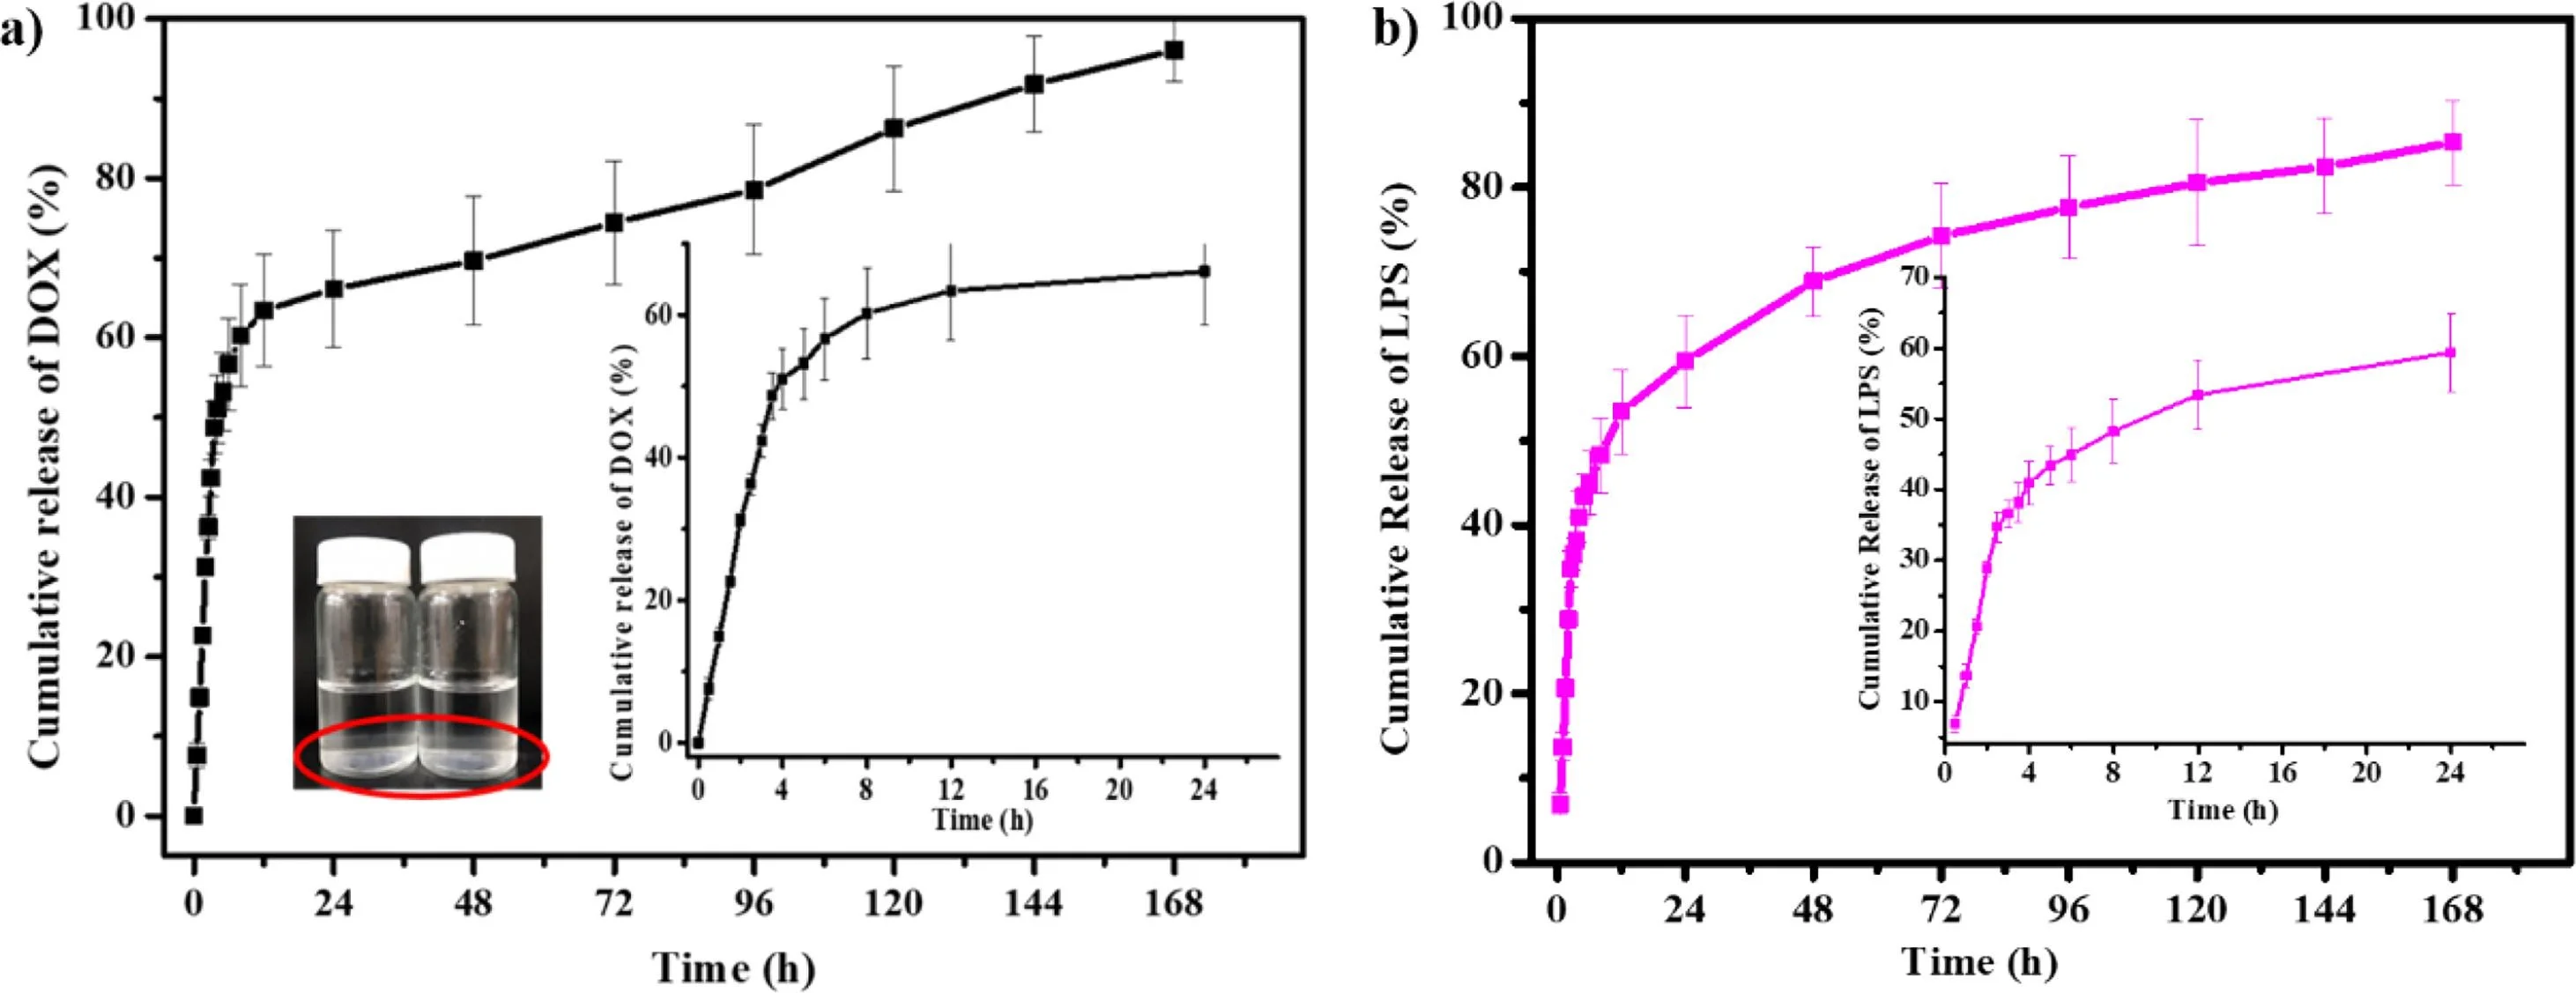 a)
Cumulative release of DOX (%)
100
80
60
40
20
0
0 24 48 72 96 120 144 168
Time (h)
Cumulative release of DOX (%)
60
40
20
0
0 4 8 12 16 20 24
Time (h)
b)
Cumulative Release of LPS (%)
100
80
60
40
20
0
0 24 48 72 96 120 144 168
Time (h)
Cumulative Release of LPS (%)
70
60
50
40
30
20
10
0 4 8 12 16 20 24
Time (h)